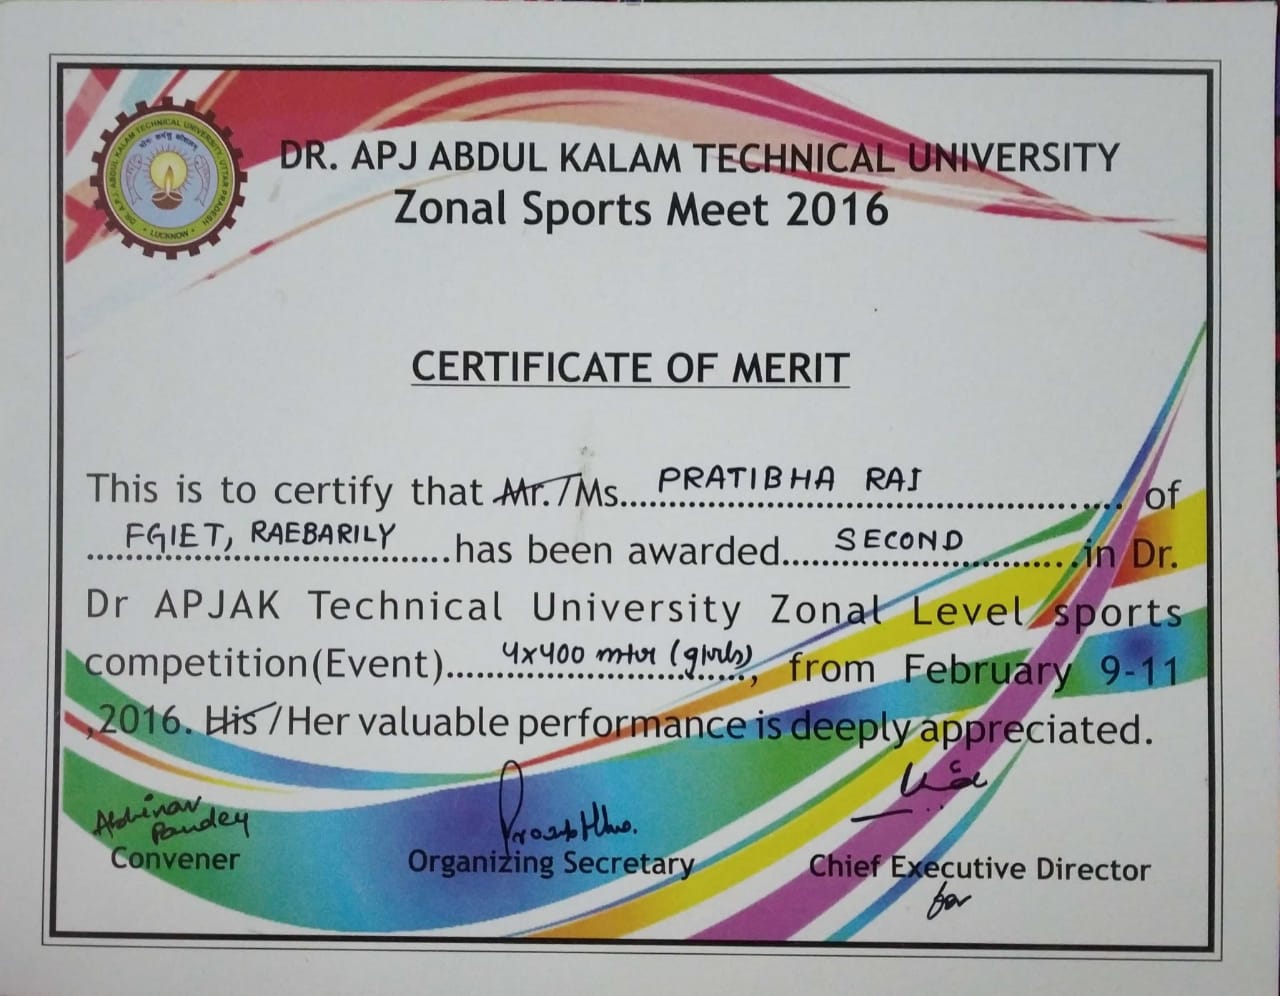 DR. A.P.J. ABDUL KALAM TECHNICAL UNIVERSITY, UTTAR PRADESH
LUCKNOW
DR. APJ ABDUL KALAM TECHNICAL UNIVERSITY
Zonal Sports Meet 2016
CERTIFICATE OF MERIT
This is to certify that Mr./Ms....PRATIBHA RAI.... of
....FGIET, RAEBARILY....has been awarded....SECOND....in Dr.
Dr APJAK Technical University Zonal Level sports
competition(Event)....4x400 mtr (girls)...., from February 9-11
,2016. His/Her valuable performance is deeply appreciated.
Abhinav
Pandey
Convener
Organizing Secretary
Chief Executive Director
for